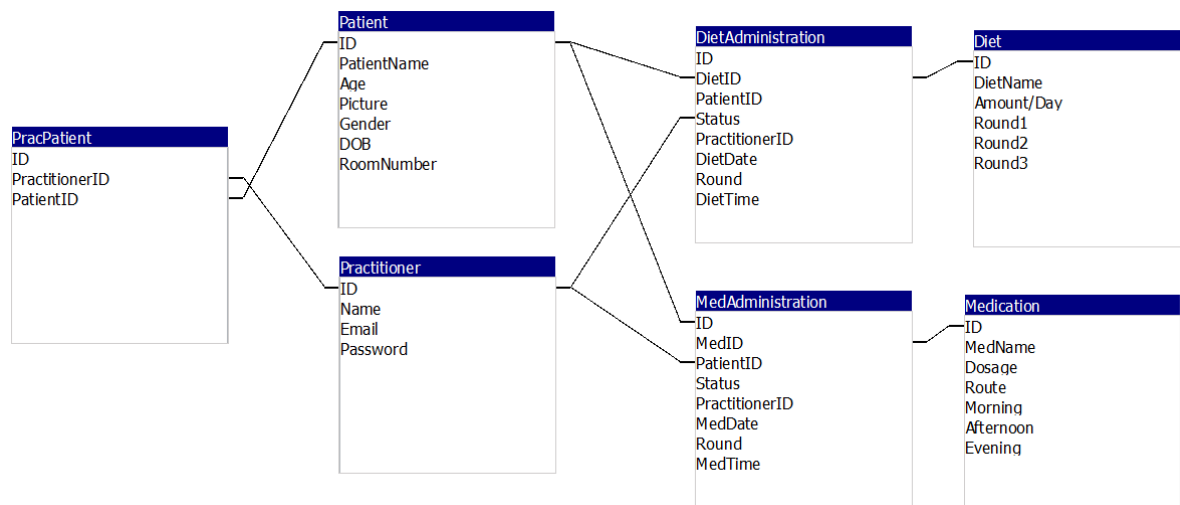 PracPatient
ID
PractitionerID
PatientID
Patient
ID
PatientName
Age
Picture
Gender
DOB
RoomNumber
Practitioner
ID
Name
Email
Password
DietAdministration
ID
DietID
PatientID
Status
PractitionerID
DietDate
Round
DietTime
MedAdministration
ID
MedID
PatientID
Status
PractitionerID
MedDate
Round
MedTime
Diet
ID
DietName
Amount/Day
Round1
Round2
Round3
Medication
ID
MedName
Dosage
Route
Morning
Afternoon
Evening